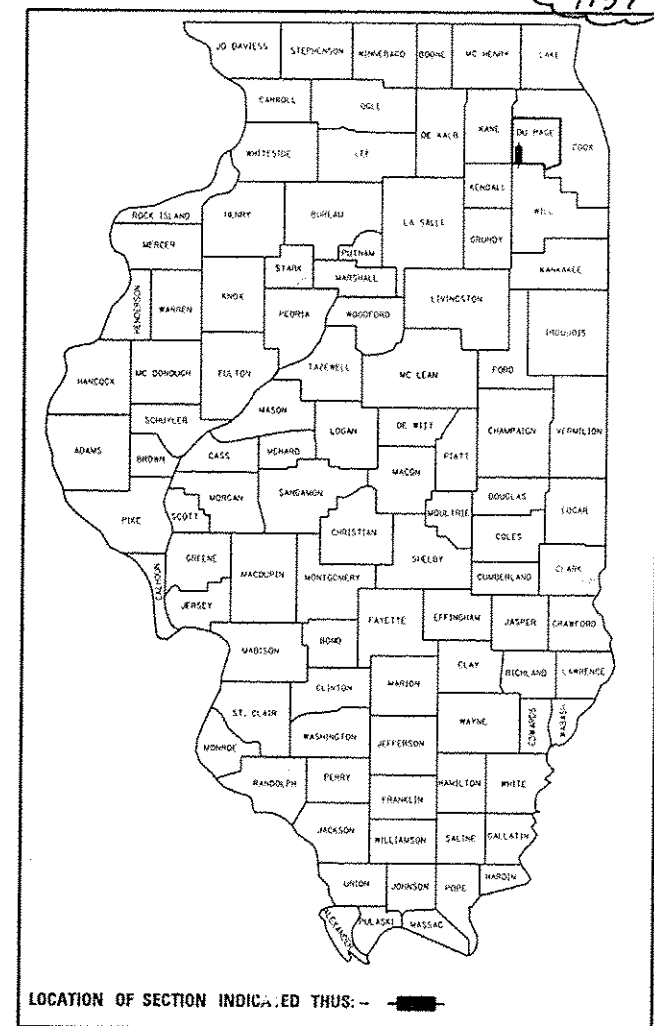 JO DAVIESS STEPHENSON WINNEBAGO BOONE MC HENRY LAKE
CARROLL OGLE DE KALB KANE DU PAGE COOK
WHITESIDE LEE KENDALL WILL
ROCK ISLAND HENRY BUREAU LA SALLE GRUNDY
MERCER PUTNAM KANKAKEE
STARK MARSHALL
HENDERSON WARREN KNOX PEORIA WOODFORD LIVINGSTON IROQUOIS
HANCOCK MC DONOUGH FULTON TAZEWELL MC LEAN FORD
SCHUYLER MASON LOGAN DE WITT CHAMPAIGN VERMILION
ADAMS BROWN CASS MENARD MACON PIATT
PIKE SCOTT MORGAN SANGAMON CHRISTIAN MOULTRIE DOUGLAS EDGAR
COLES
CALHOUN GREENE MACOUPIN MONTGOMERY SHELBY CUMBERLAND CLARK
JERSEY FAYETTE EFFINGHAM JASPER CRAWFORD
MADISON BOND CLAY RICHLAND LAWRENCE
CLINTON MARION
ST. CLAIR WASHINGTON JEFFERSON WAYNE EDWARDS WABASH
MONROE
RANDOLPH PERRY FRANKLIN HAMILTON WHITE
JACKSON WILLIAMSON SALINE GALLATIN
UNION JOHNSON POPE HARDIN
ALEXANDER PULASKI MASSAC
LOCATION OF SECTION INDICATED THUS: -